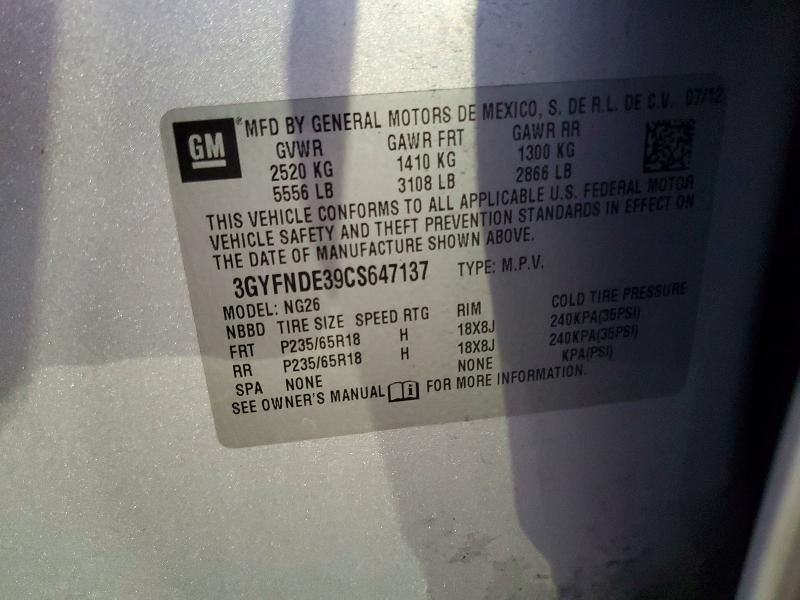 GM
®MFD BY GENERAL MOTORS DE MEXICO, S. DE R.L. DE C.V. 07/12
GVWR GAWR FRT GAWR RR
2520 KG 1410 KG 1300 KG
5556 LB 3108 LB 2866 LB
THIS VEHICLE CONFORMS TO ALL APPLICABLE U.S. FEDERAL MOTOR
VEHICLE SAFETY AND THEFT PREVENTION STANDARDS IN EFFECT ON
THE DATE OF MANUFACTURE SHOWN ABOVE.
3GYFNDE39CS647137 TYPE: M.P.V.
MODEL: NG26
NBBD TIRE SIZE SPEED RTG RIM COLD TIRE PRESSURE
FRT P235/65R18 H 18X8J 240KPA(35PSI)
RR P235/65R18 H 18X8J 240KPA(35PSI)
SPA NONE NONE KPA(PSI)
SEE OWNER'S MANUAL i FOR MORE INFORMATION.